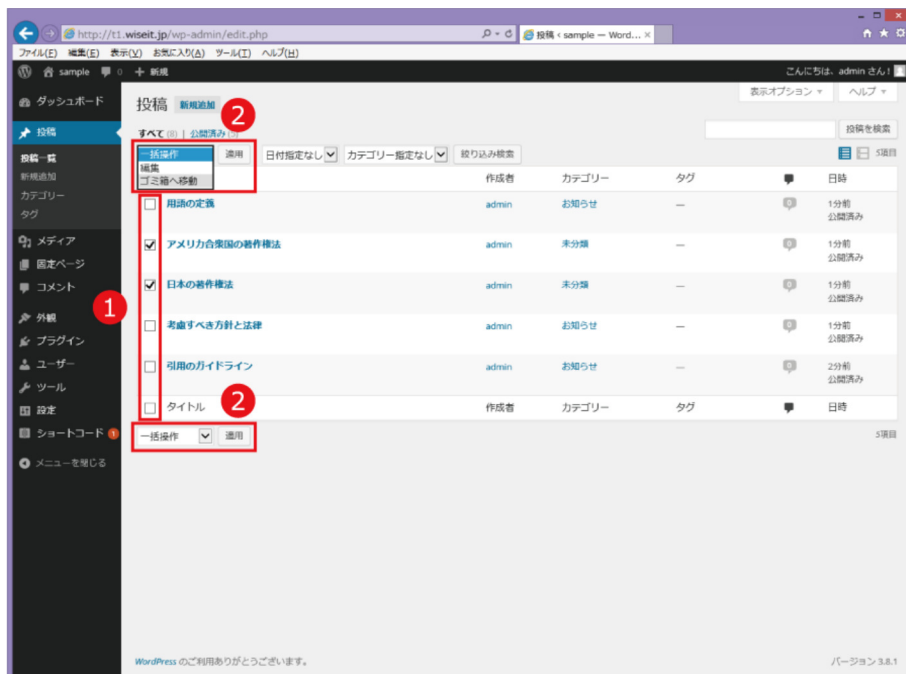 http://t1.wiseit.jp/wp-admin/edit.php
投稿 ‹ sample — Word... ×
ファイル(F) 編集(E) 表示(V) お気に入り(A) ツール(T) ヘルプ(H)
sample 0 + 新規 こんにちは、admin さん!
ダッシュボード
投稿
投稿一覧
新規追加
カテゴリー
タグ
メディア
固定ページ
コメント
外観
プラグイン
ユーザー
ツール
設定
ショートコード 1
メニューを閉じる
表示オプション ヘルプ
投稿 新規追加
2
すべて (8) | 公開済み
投稿を検索
一括操作 適用 日付指定なし カテゴリー指定なし 絞り込み検索 5項目
編集
ゴミ箱へ移動
作成者 カテゴリー タグ 日時
用語の定義 admin お知らせ — 0 1分前
公開済み
アメリカ合衆国の著作権法 admin 未分類 — 0 1分前
公開済み
日本の著作権法 admin 未分類 — 0 1分前
公開済み
1
考慮すべき方針と法律 admin お知らせ — 0 1分前
公開済み
引用のガイドライン admin お知らせ — 0 2分前
公開済み
タイトル 作成者 カテゴリー タグ 日時
2
一括操作 適用 5項目
WordPress のご利用ありがとうございます。 バージョン 3.8.1